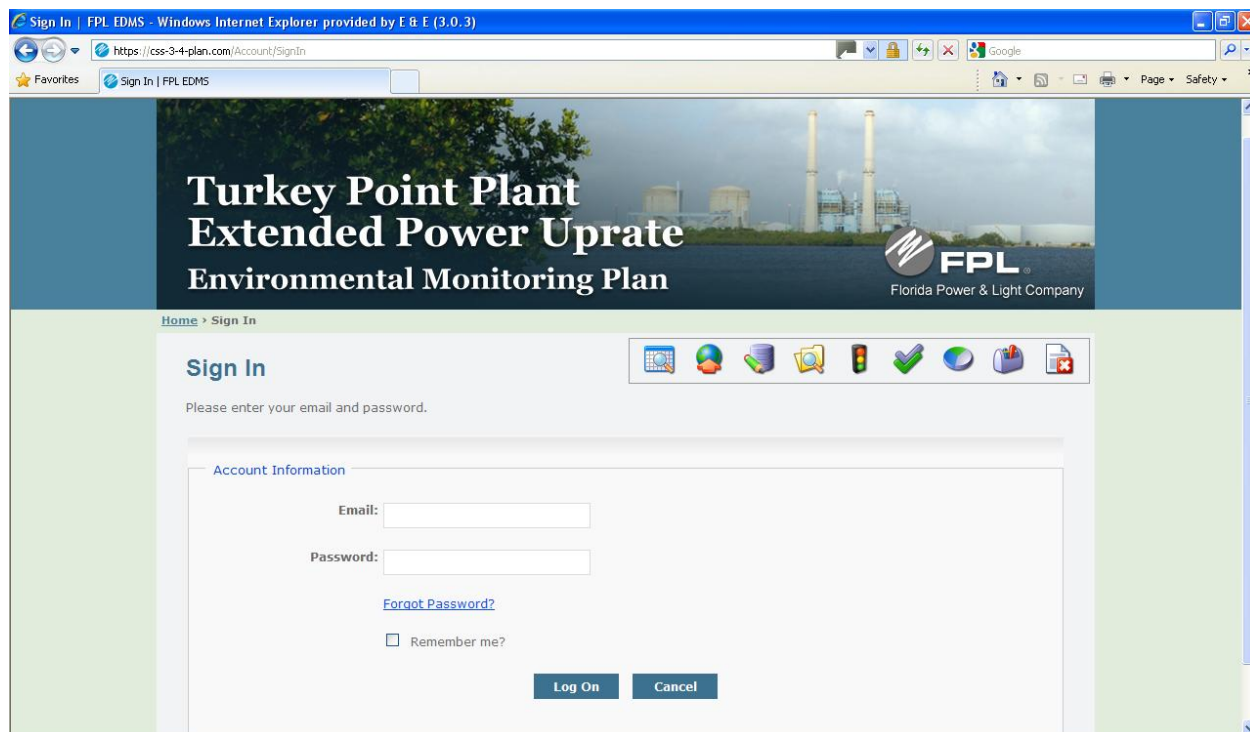 Sign In | FPL EDMS - Windows Internet Explorer provided by E & E (3.0.3)
https://css-3-4-plan.com/Account/SignIn
Google
Favorites
Sign In | FPL EDMS
Page
Safety
Turkey Point Plant
Extended Power Uprate
Environmental Monitoring Plan
FPL®
Florida Power & Light Company
Home › Sign In
Sign In
Please enter your email and password.
Account Information
Email:
Password:
Forgot Password?
Remember me?
Log On
Cancel